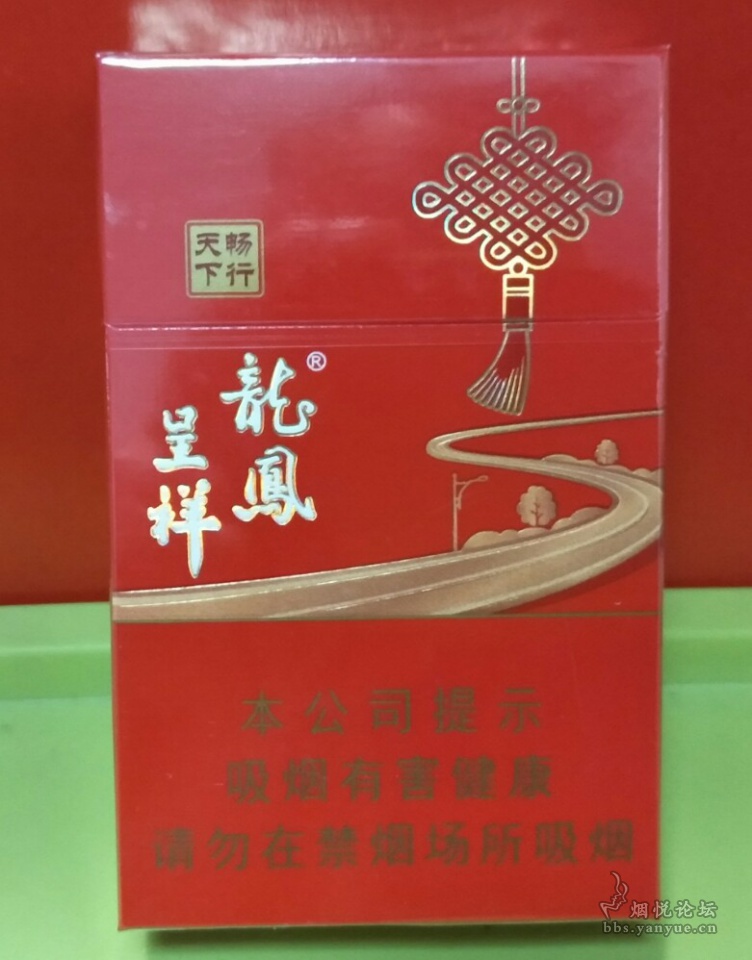 畅行
天下
龍鳳®
呈祥
本公司提示
吸烟有害健康
请勿在禁烟场所吸烟
烟悦论坛
bbs.yanyue.cn